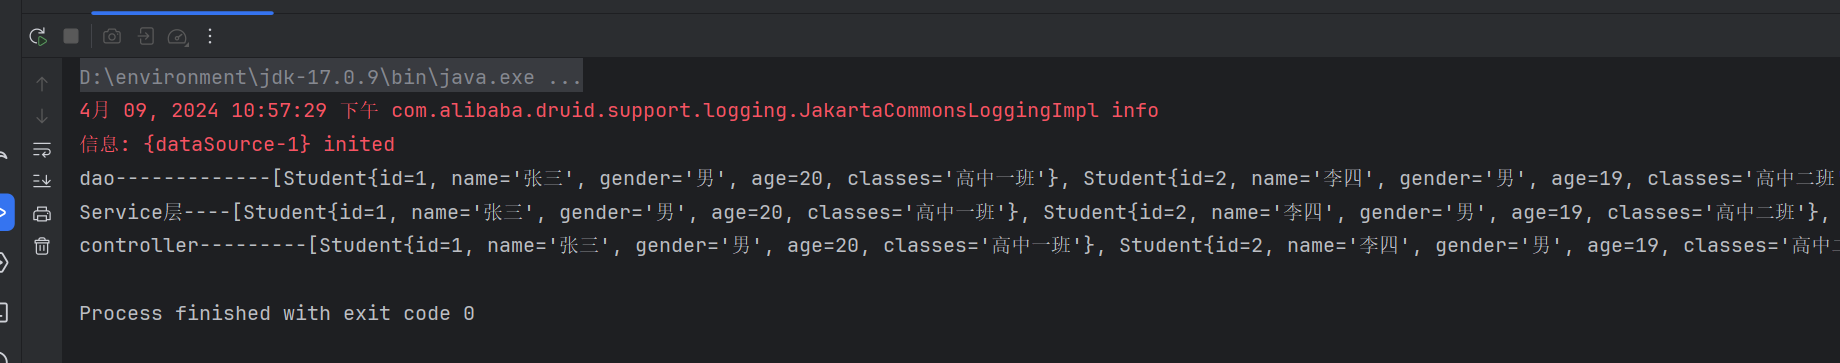 D:\environment\jdk-17.0.9\bin\java.exe ...
4月 09, 2024 10:57:29 下午 com.alibaba.druid.support.logging.JakartaCommonsLoggingImpl info
信息: {dataSource-1} inited
dao-------------[Student{id=1, name='张三', gender='男', age=20, classes='高中一班'}, Student{id=2, name='李四', gender='男', age=19, classes='高中二班
Service层----[Student{id=1, name='张三', gender='男', age=20, classes='高中一班'}, Student{id=2, name='李四', gender='男', age=19, classes='高中二班'},
controller---------[Student{id=1, name='张三', gender='男', age=20, classes='高中一班'}, Student{id=2, name='李四', gender='男', age=19, classes='高中
Process finished with exit code 0